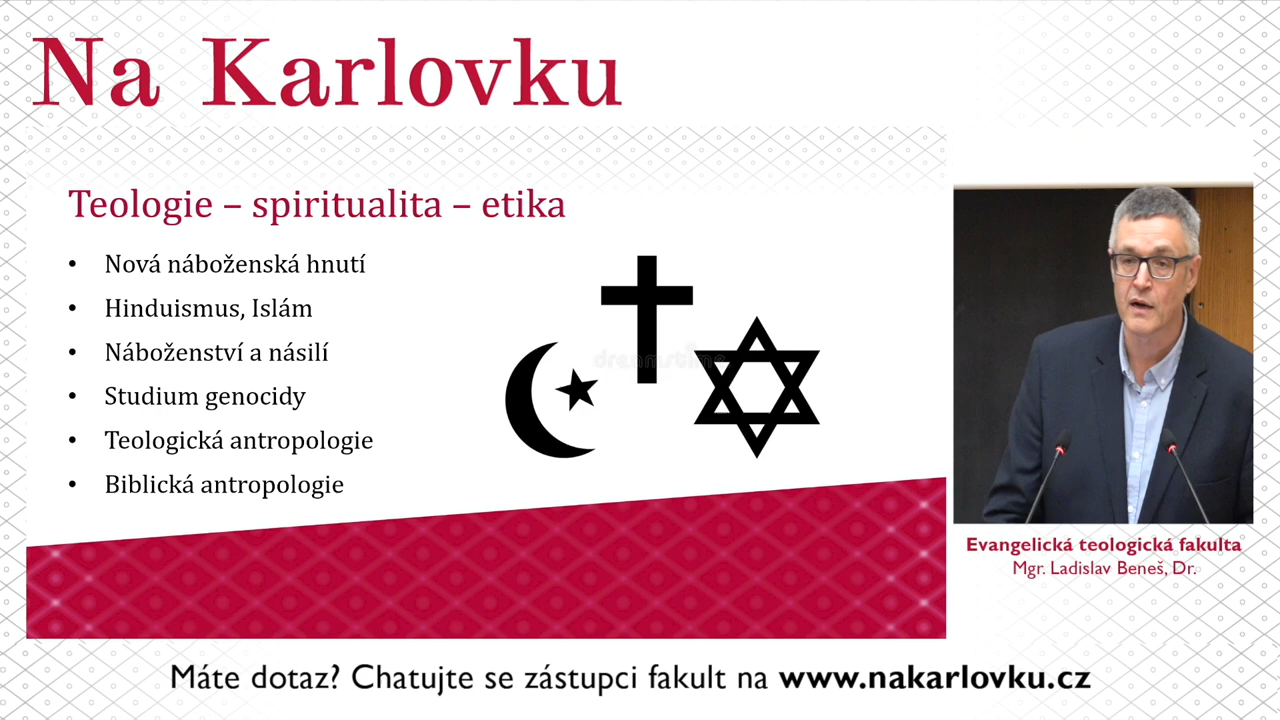 Na Karlovku
Teologie – spiritualita – etika
• Nová náboženská hnutí
• Hinduismus, Islám
• Náboženství a násilí
• Studium genocidy
• Teologická antropologie
• Biblická antropologie
dreamstime
Evangelická teologická fakulta
Mgr. Ladislav Beneš, Dr.
Máte dotaz? Chatujte se zástupci fakult na www.nakarlovku.cz